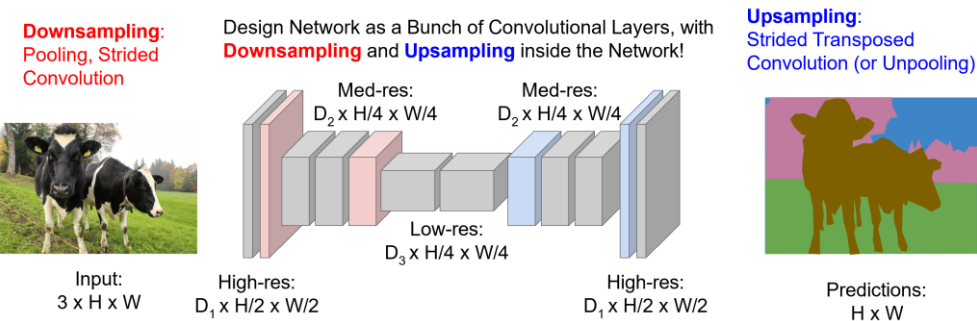 Downsampling:
Pooling, Strided
Convolution
Design Network as a Bunch of Convolutional Layers, with
Downsampling and Upsampling inside the Network!
Upsampling:
Strided Transposed
Convolution (or Unpooling)
Med-res:
D₂ x H/4 x W/4
Med-res:
D₂ x H/4 x W/4
Low-res:
D₃ x H/4 x W/4
Input:
3 x H x W
High-res:
D₁ x H/2 x W/2
High-res:
D₁ x H/2 x W/2
Predictions:
H x W